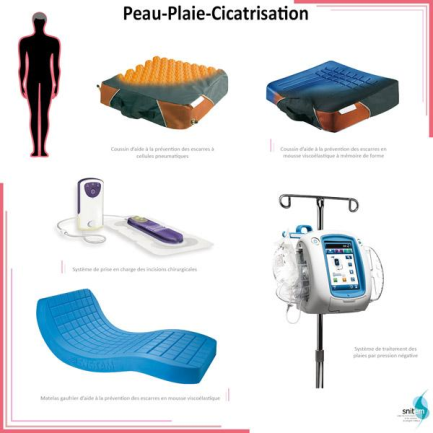 Peau-Plaie-Cicatrisation
Coussin d'aide à la prévention des escarres à
cellules pneumatiques
Coussin d'aide à la prévention des escarres en
mousse viscoélastique à mémoire de forme
Système de prise en charge des incisions chirurgicales
Système de traitement des
plaies par pression négative
Matelas gaufrier d'aide à la prévention des escarres en mousse viscoélastique
snitem